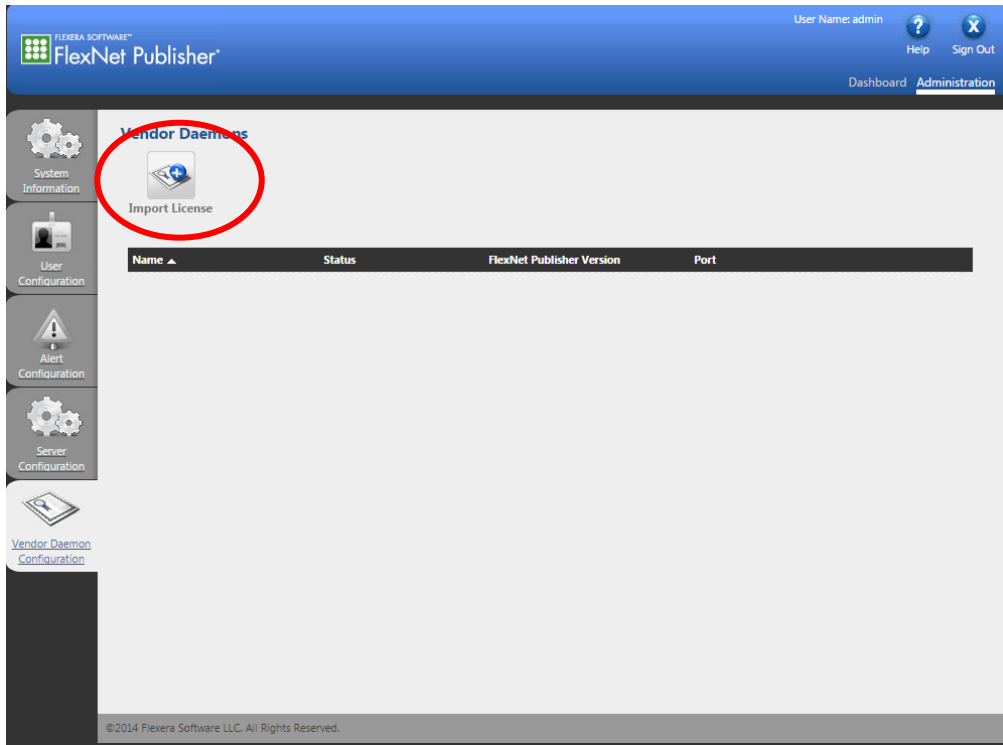 User Name: admin
FLEXERA SOFTWARE™
FlexNet Publisher®
?
X
Help
Sign Out
Dashboard
Administration
System
Information
User
Configuration
Alert
Configuration
Server
Configuration
Vendor Daemon
Configuration
Vendor Daemons
Import License
Name ▲ Status FlexNet Publisher Version Port
©2014 Flexera Software LLC. All Rights Reserved.